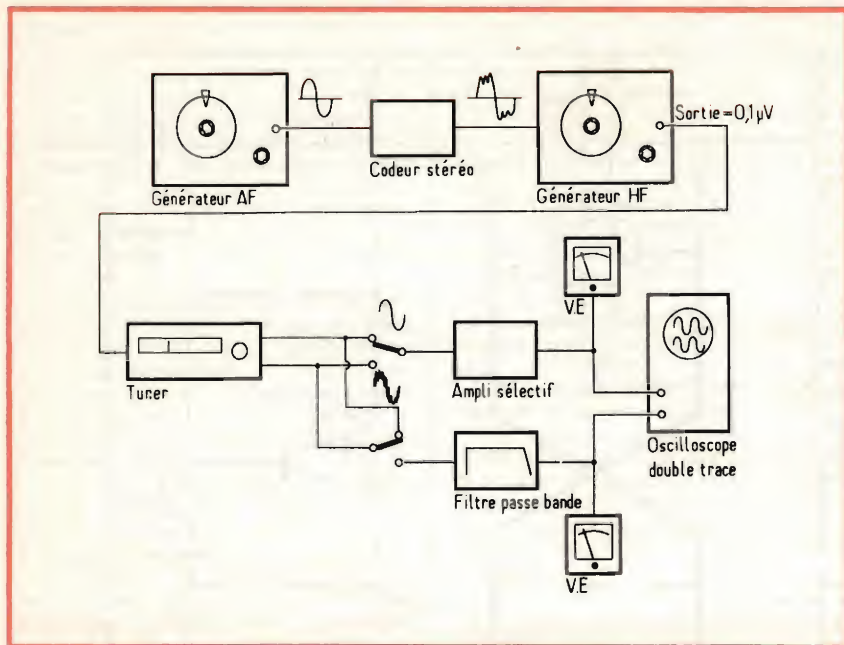 Générateur AF
Codeur stéréo
Générateur HF
Sortie = 0,1 µV
Tuner
V.E
Ampli sélectif
Oscilloscope
double trace
Filtre passe bande
V.E